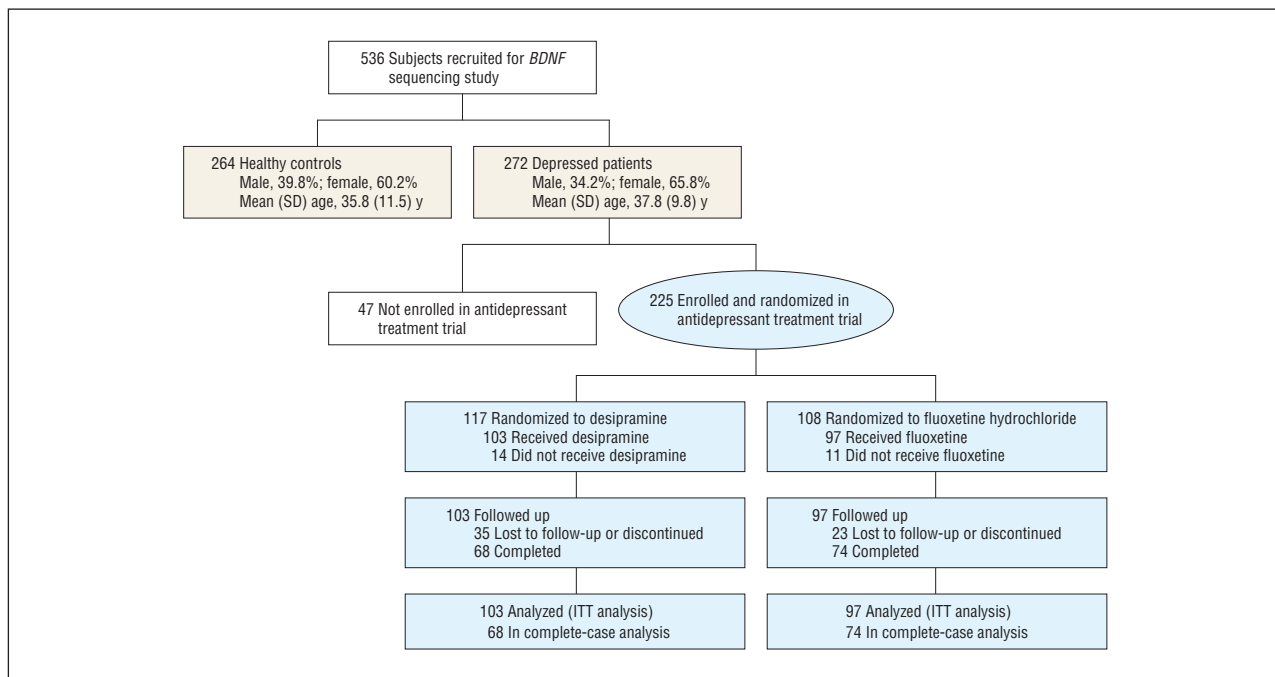 536 Subjects recruited for BDNF
sequencing study
264 Healthy controls
Male, 39.8%; female, 60.2%
Mean (SD) age, 35.8 (11.5) y
272 Depressed patients
Male, 34.2%; female, 65.8%
Mean (SD) age, 37.8 (9.8) y
47 Not enrolled in antidepressant
treatment trial
225 Enrolled and randomized in
antidepressant treatment trial
117 Randomized to desipramine
103 Received desipramine
14 Did not receive desipramine
108 Randomized to fluoxetine hydrochloride
97 Received fluoxetine
11 Did not receive fluoxetine
103 Followed up
35 Lost to follow-up or discontinued
68 Completed
97 Followed up
23 Lost to follow-up or discontinued
74 Completed
103 Analyzed (ITT analysis)
68 In complete-case analysis
97 Analyzed (ITT analysis)
74 In complete-case analysis